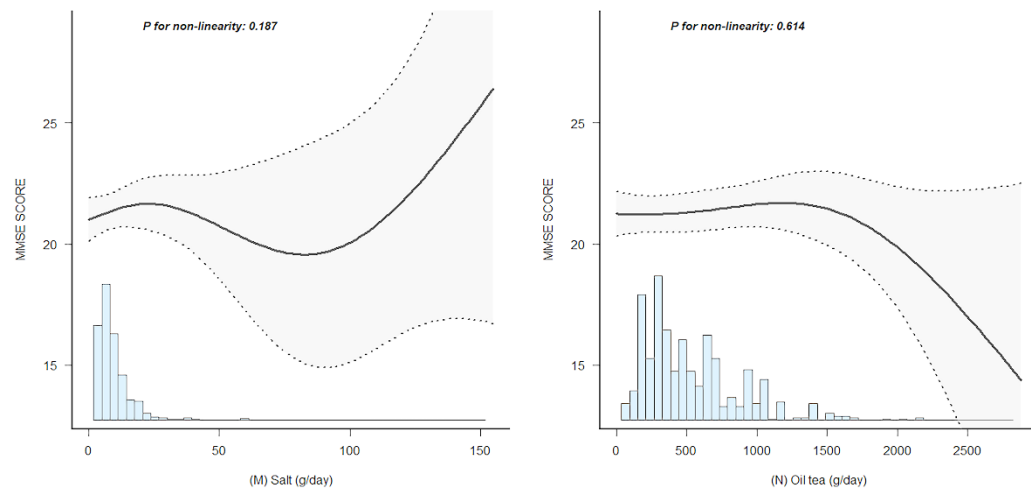 P for non-linearity: 0.187
MMSE SCORE
25
20
15
0
50
100
150
(M) Salt (g/day)
P for non-linearity: 0.614
MMSE SCORE
25
20
15
0
500
1000
1500
2000
2500
(N) Oil tea (g/day)